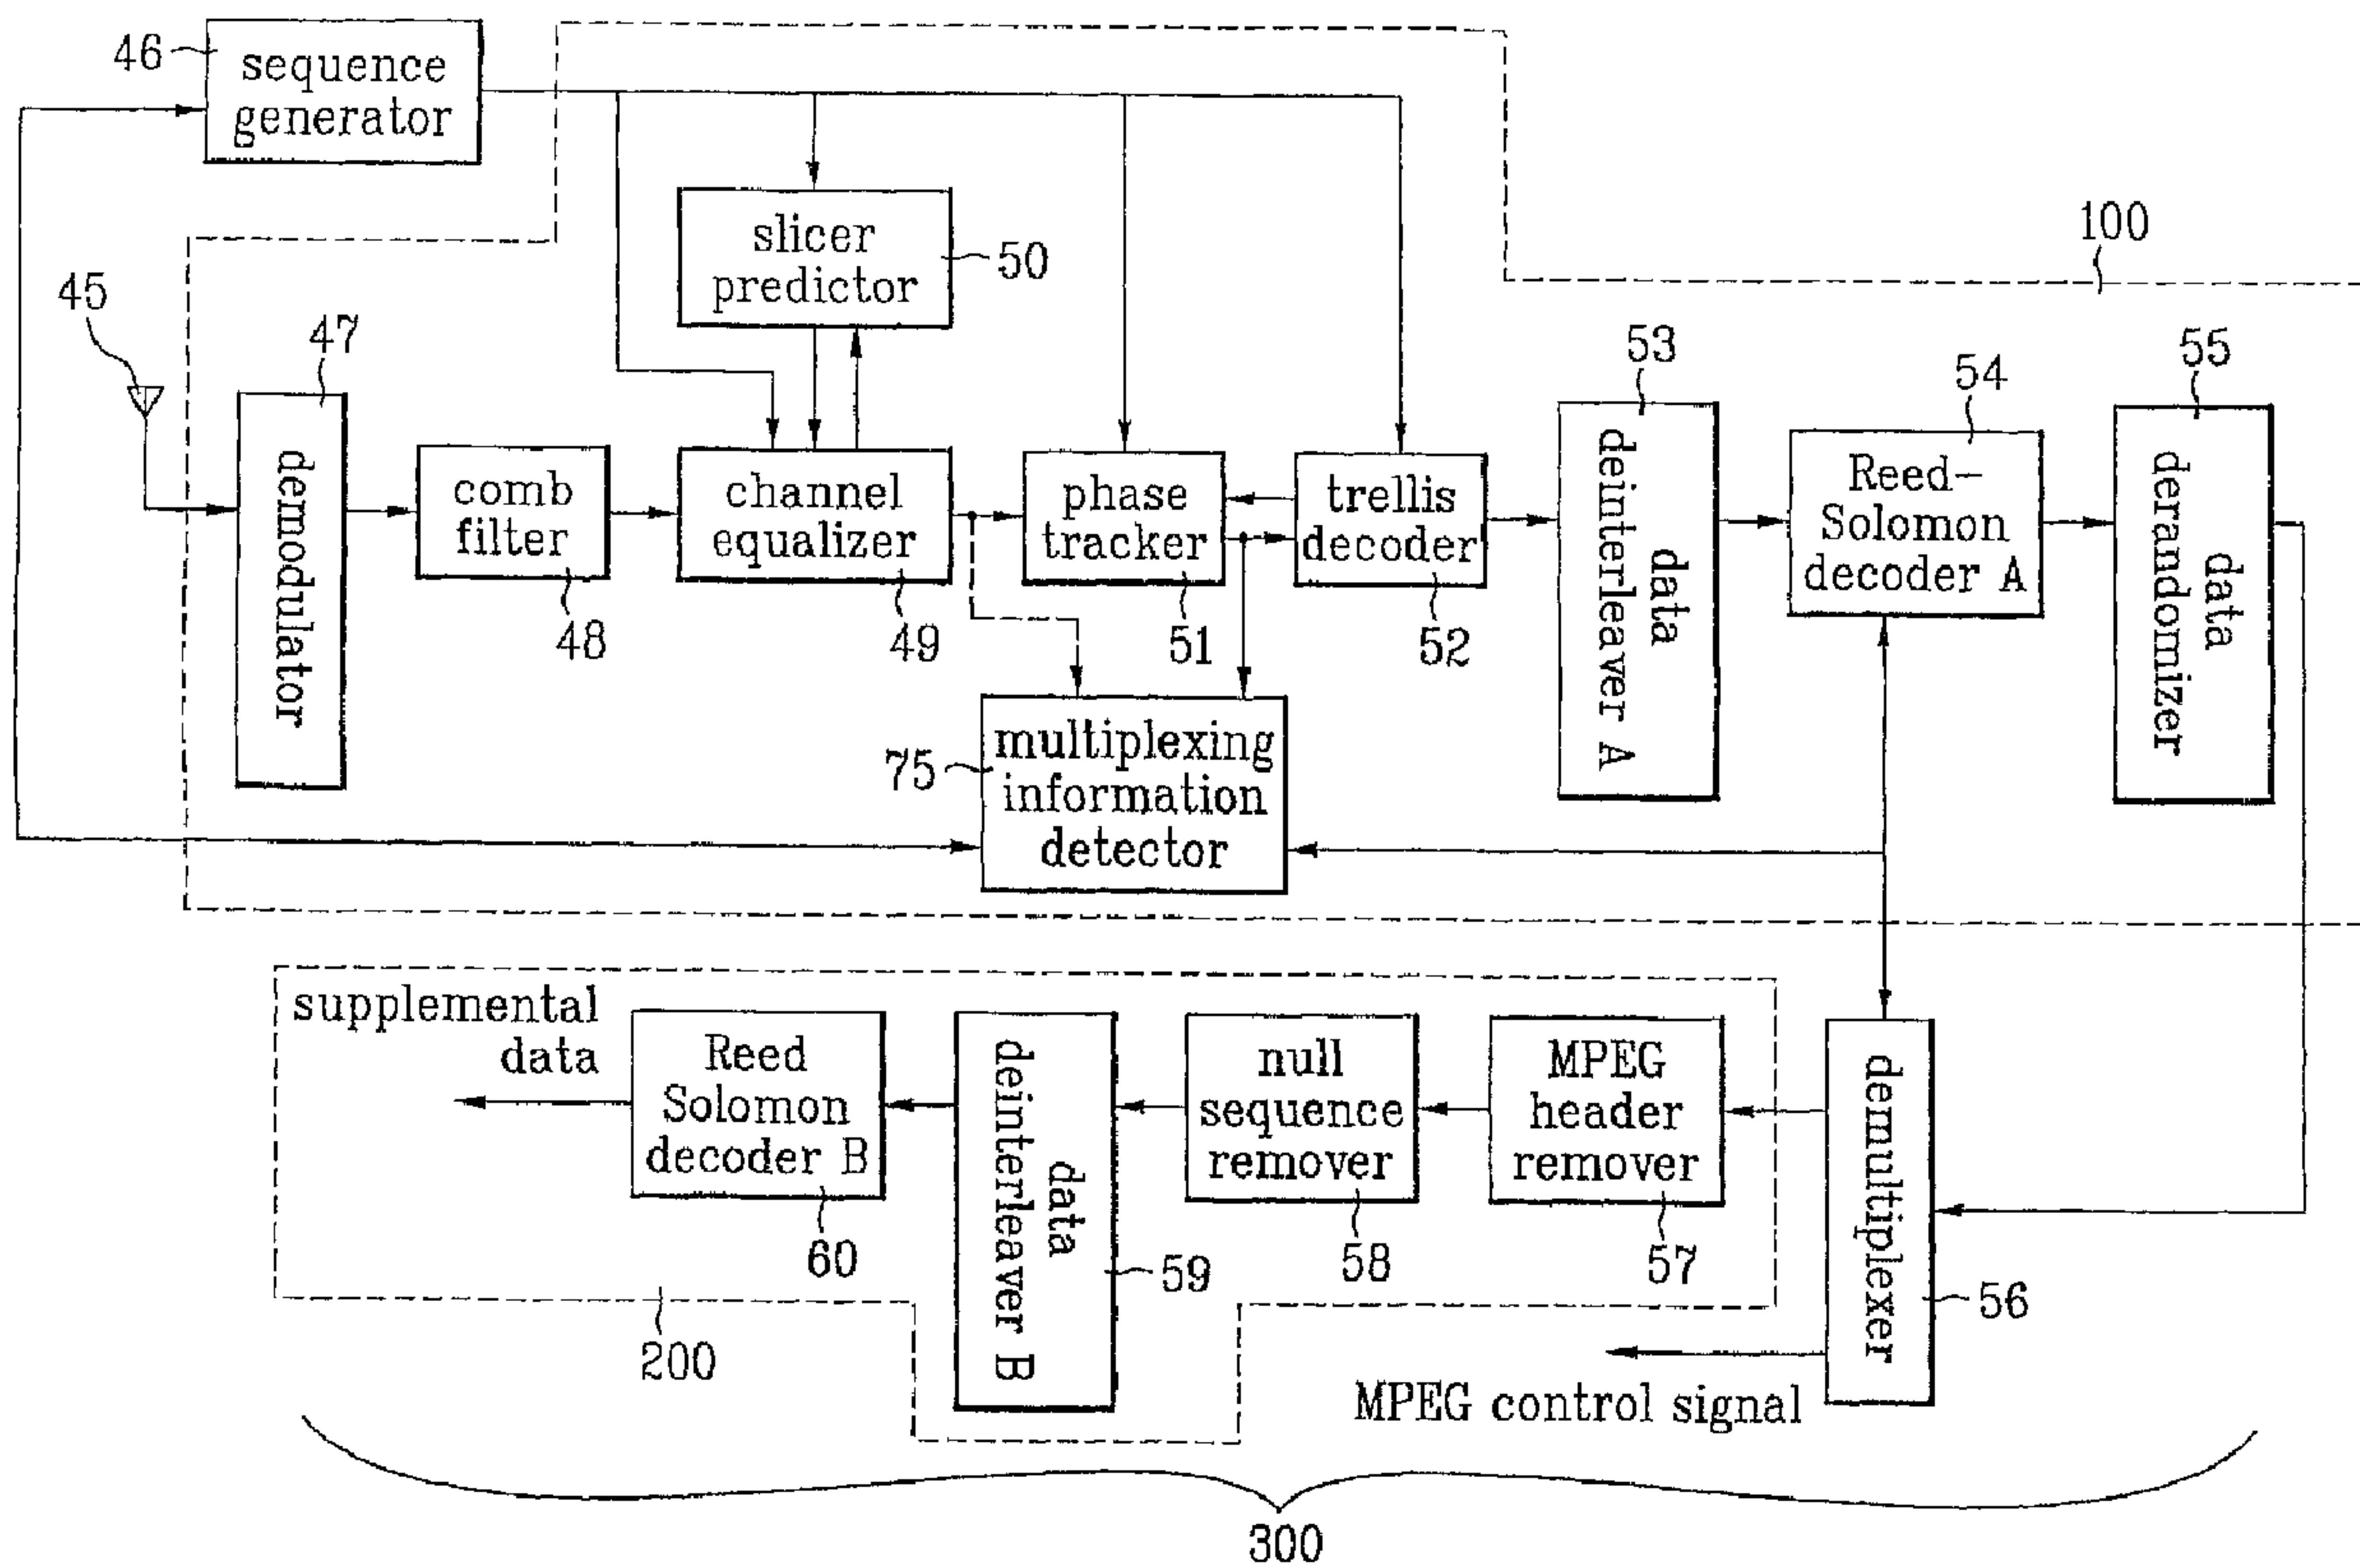 46
sequence
generator
100
slicer
predictor
50
45
47
53
54
55
demodulator
comb
filter
48
channel
equalizer
49
phase
tracker
51
trellis
decoder
52
data
deinterleaver A
Reed-
Solomon
decoder A
data
derandomizer
75
multiplexing
information
detector
supplemental
data
Reed
Solomon
decoder B
60
data
deinterleaver B
59
null
sequence
remover
58
MPEG
header
remover
57
demultiplexer
56
200
MPEG control signal
300